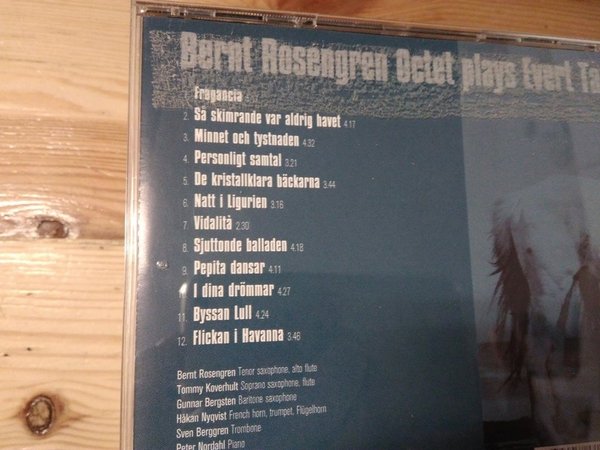 Bernt Rosengren Octet plays Evert Ta
Fragancia
2. Så skimrande var aldrig havet 4.17
3. Minnet och tystnaden 4.32
4. Personligt samtal 3.21
5. De kristallklara bäckarna 3.44
6. Natt i Ligurien 3.16
7. Vidalità 2.30
8. Sjuttonde balladen 4.18
9. Pepita dansar 4.11
10. I dina drömmar 4.27
11. Byssan Lull 4.24
12. Flickan i Havanna 3.46
Bernt Rosengren Tenor saxophone, alto flute
Tommy Koverhult Soprano saxophone, flute
Gunnar Bergsten Baritone saxophone
Håkan Nyqvist French horn, trumpet, Flügelhorn
Sven Berggren Trombone
Peter Nordahl Piano